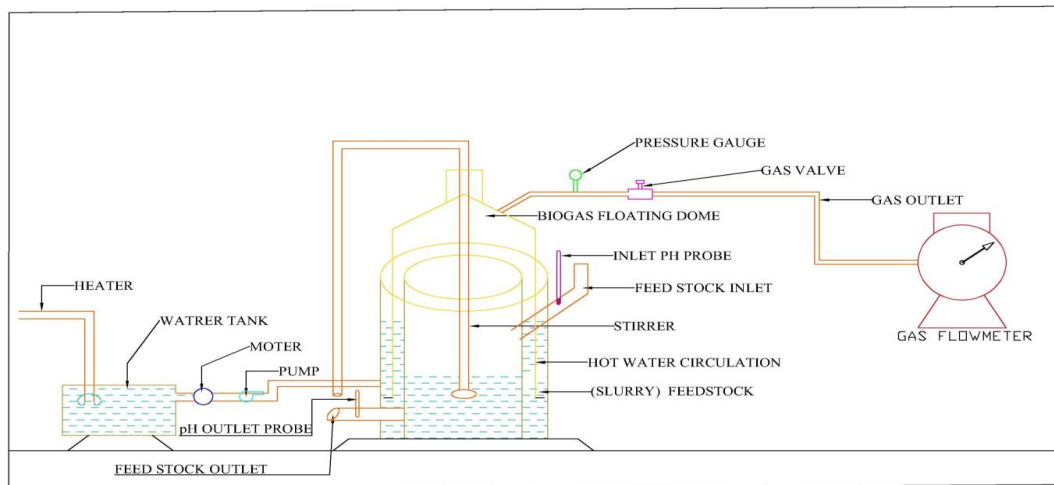 PRESSURE GAUGE
GAS VALVE
GAS OUTLET
BIOGAS FLOATING DOME
INLET PH PROBE
HEATER
FEED STOCK INLET
WATRER TANK
STIRRER
GAS FLOWMETER
MOTER
HOT WATER CIRCULATION
PUMP
(SLURRY) FEEDSTOCK
pH OUTLET PROBE
FEED STOCK OUTLET